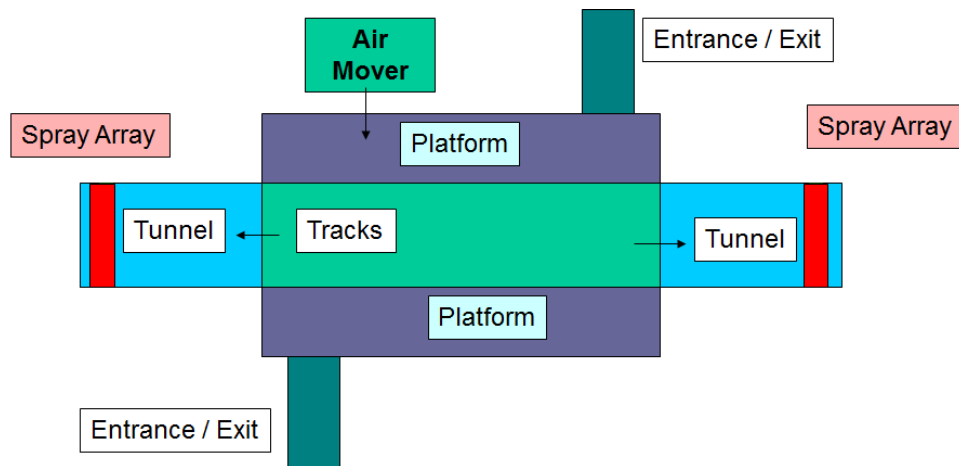 Air
Mover
Entrance / Exit
Spray Array
Platform
Spray Array
Tunnel
Tracks
Tunnel
Platform
Entrance / Exit